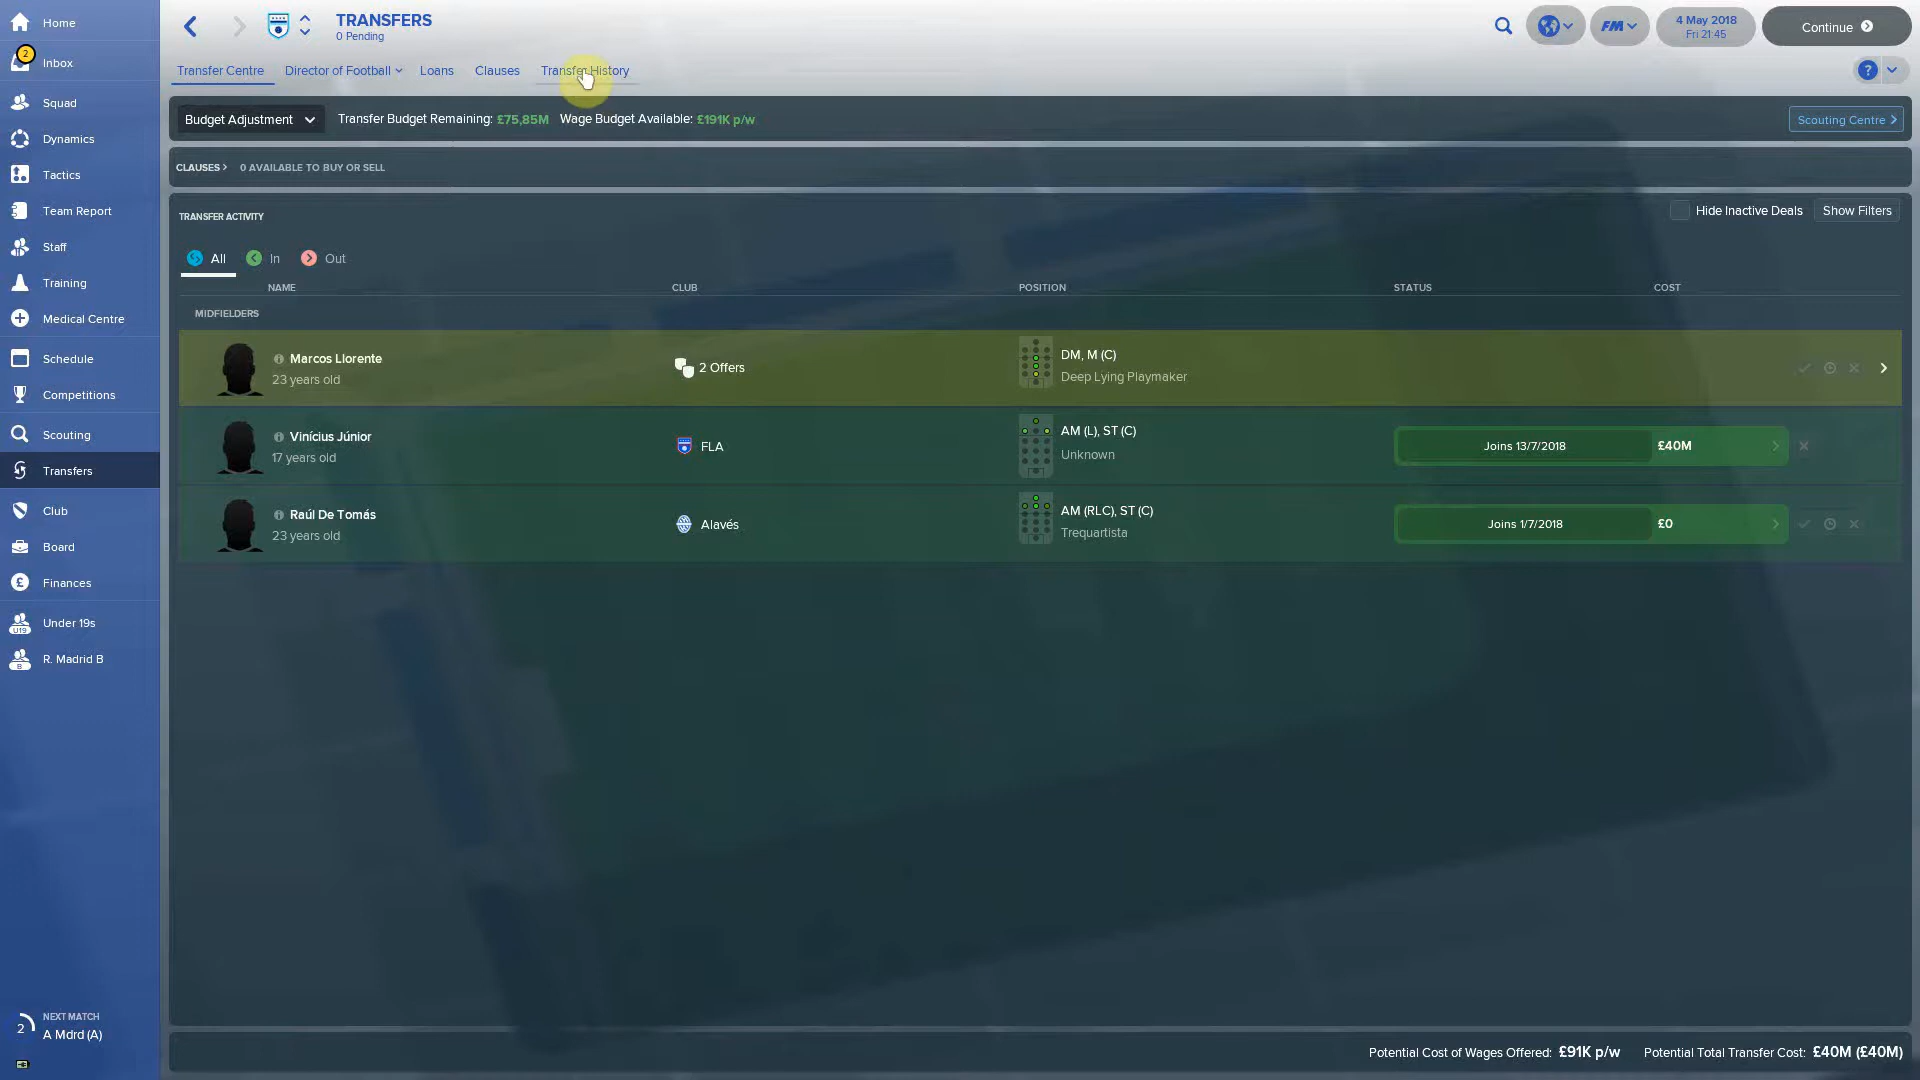 Home
2
Inbox
Squad
Dynamics
Tactics
Team Report
Staff
Training
Medical Centre
Schedule
Competitions
Scouting
Transfers
Club
Board
Finances
U19
Under 19s
B
R. Madrid B
2
NEXT MATCH
A Mdrd (A)
TRANSFERS
0 Pending
FM
4 May 2018
Fri 21:45
Continue
Transfer Centre
Director of Football
Loans
Clauses
Transfer History
?
Budget Adjustment
Transfer Budget Remaining: £75,85M
Wage Budget Available: £191K p/w
Scouting Centre
CLAUSES
0 AVAILABLE TO BUY OR SELL
TRANSFER ACTIVITY
Hide Inactive Deals
Show Filters
All
In
Out
NAME
CLUB
POSITION
STATUS
COST
MIDFIELDERS
Marcos Llorente
23 years old
2 Offers
DM, M (C)
Deep Lying Playmaker
Vinícius Júnior
17 years old
FLA
AM (L), ST (C)
Unknown
Joins 13/7/2018
£40M
Raúl De Tomás
23 years old
Alavés
AM (RLC), ST (C)
Trequartista
Joins 1/7/2018
£0
Potential Cost of Wages Offered: £91K p/w
Potential Total Transfer Cost: £40M (£40M)